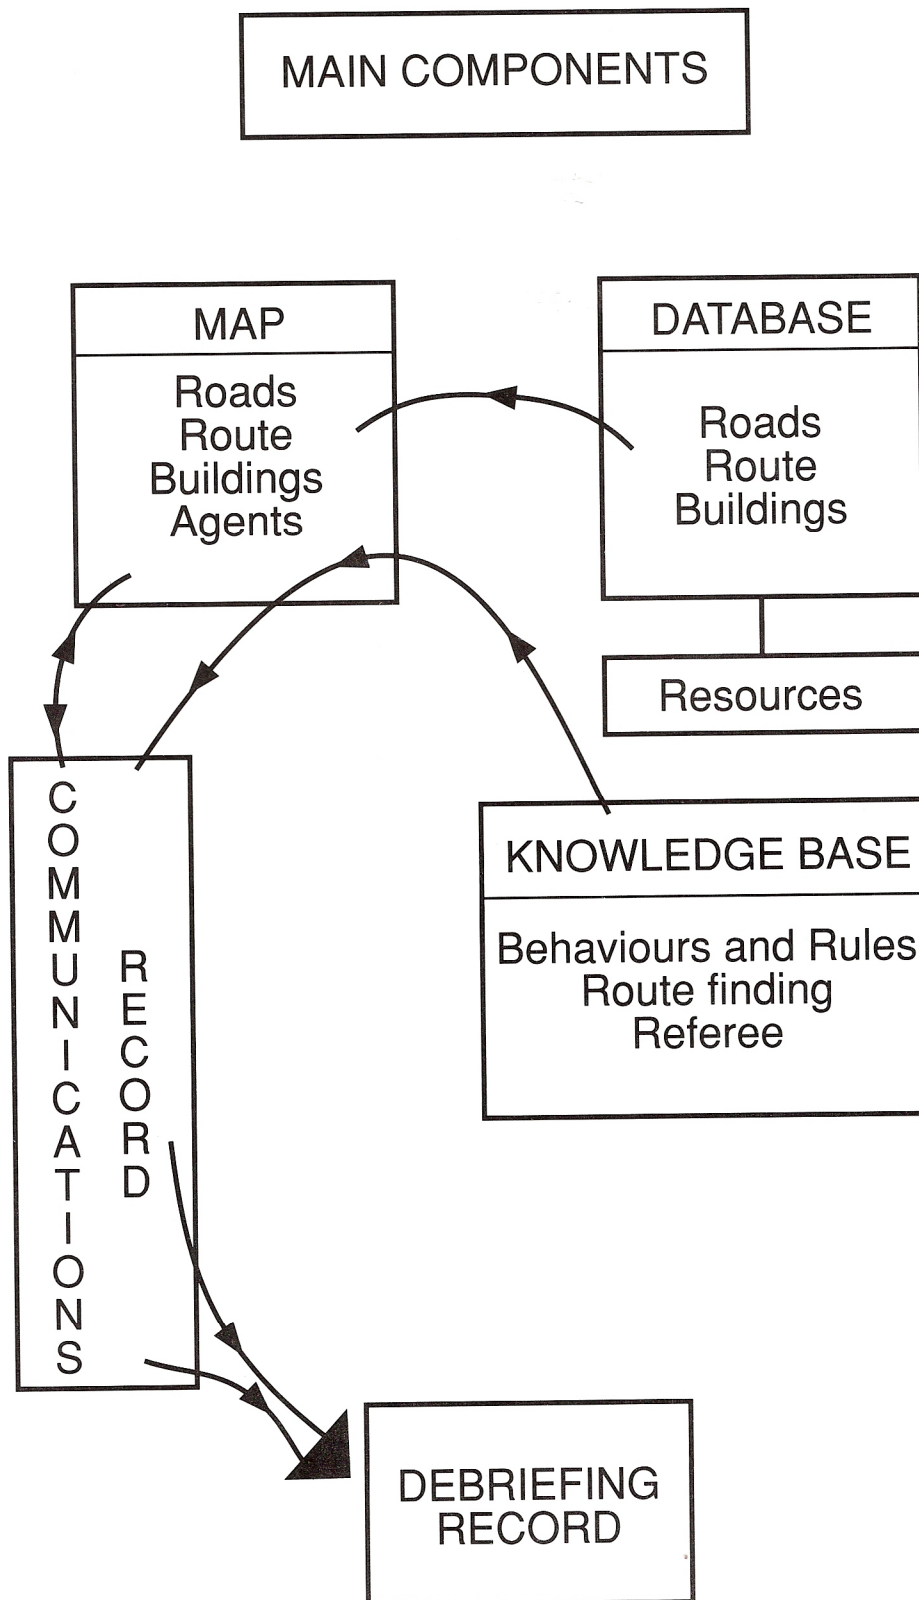 MAIN COMPONENTS
MAP
Roads
Route
Buildings
Agents
DATABASE
Roads
Route
Buildings
Resources
KNOWLEDGE BASE
Behaviours and Rules
Route finding
Referee
COMMUNICATIONS
RECORD
DEBRIEFING
RECORD